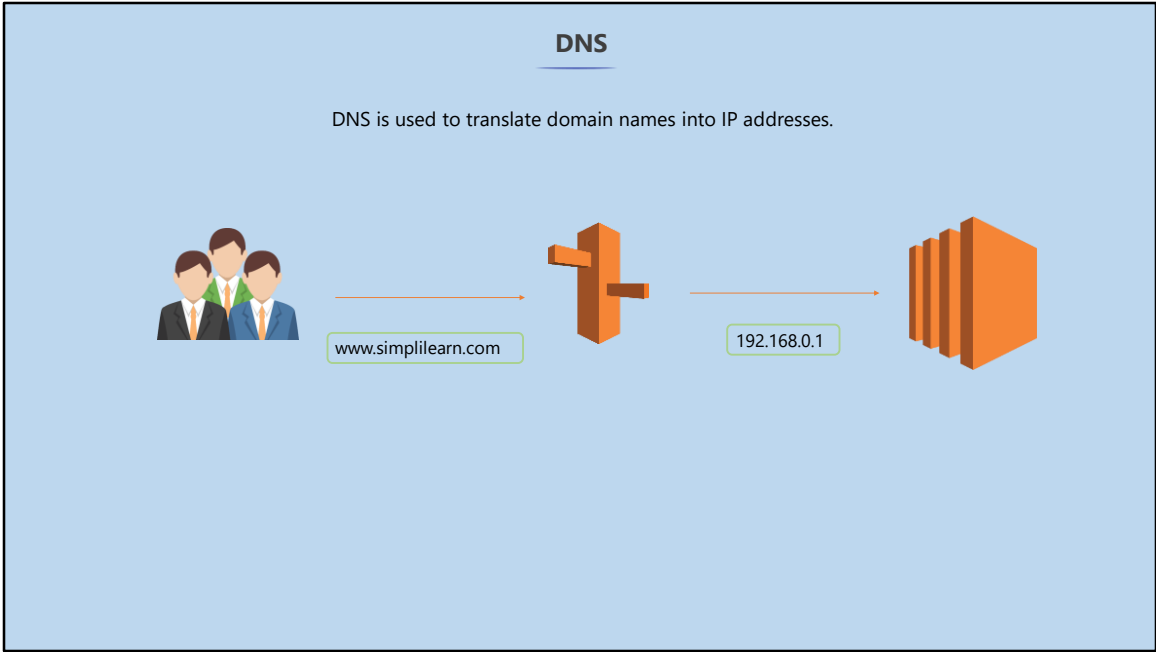 DNS
DNS is used to translate domain names into IP addresses.
www.simplilearn.com
192.168.0.1